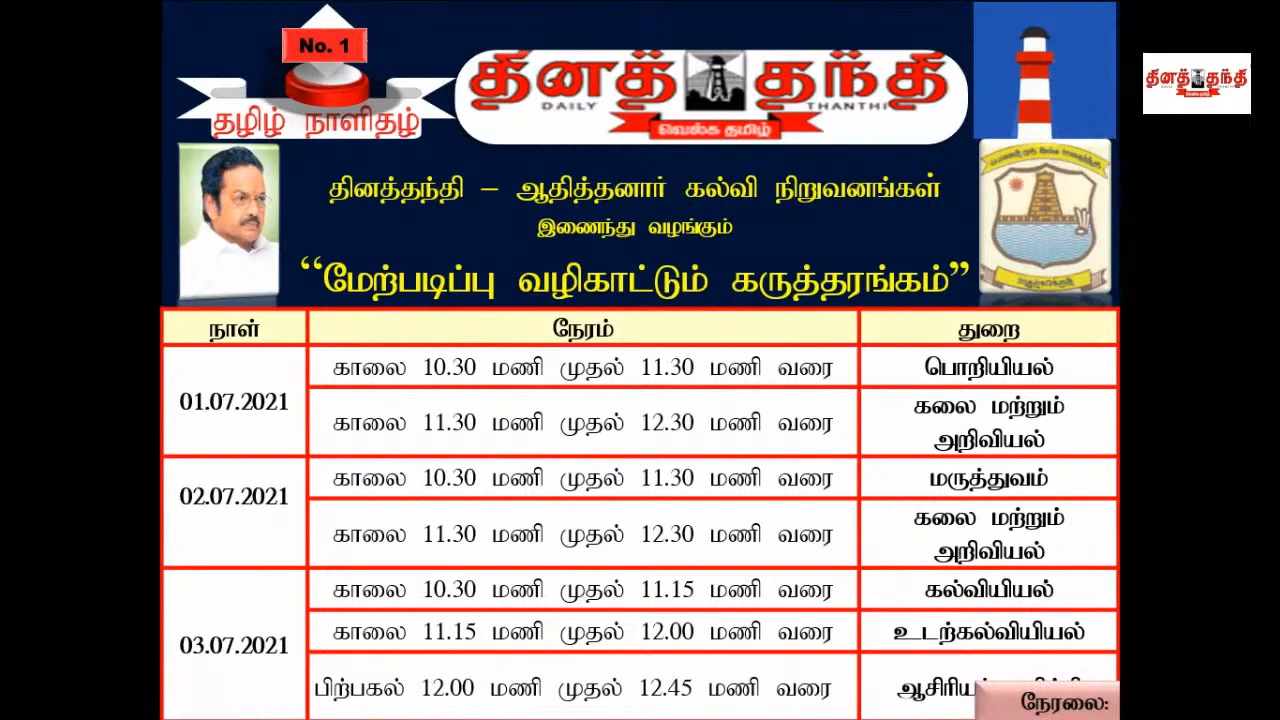 No. 1
தமிழ் நாளிதழ்
தினத் தந்தி
DAILY THANTHI
வெல்க தமிழ்
தினத் தந்தி
தினத்தந்தி – ஆதித்தனார் கல்வி நிறுவனங்கள்
இணைந்து வழங்கும்
“மேற்படிப்பு வழிகாட்டும் கருத்தரங்கம்”
நாள் நேரம் துறை
01.07.2021 காலை 10.30 மணி முதல் 11.30 மணி வரை பொறியியல்
காலை 11.30 மணி முதல் 12.30 மணி வரை கலை மற்றும்
அறிவியல்
02.07.2021 காலை 10.30 மணி முதல் 11.30 மணி வரை மருத்துவம்
காலை 11.30 மணி முதல் 12.30 மணி வரை கலை மற்றும்
அறிவியல்
03.07.2021 காலை 10.30 மணி முதல் 11.15 மணி வரை கல்வியியல்
காலை 11.15 மணி முதல் 12.00 மணி வரை உடற்கல்வியியல்
பிற்பகல் 12.00 மணி முதல் 12.45 மணி வரை
நேரலை: